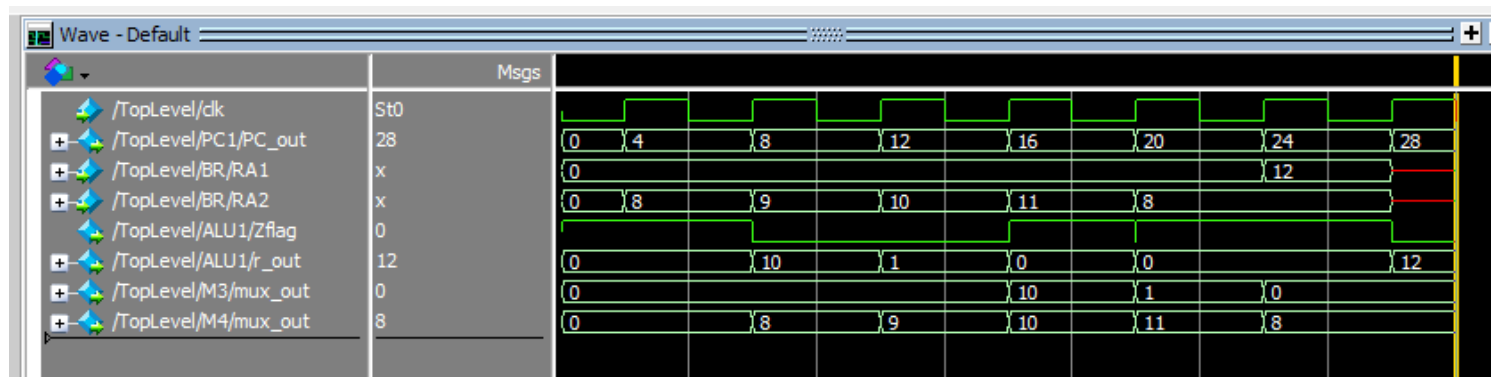 Wave - Default
Msgs
/TopLevel/clk St0
/TopLevel/PC1/PC_out 28 0 4 8 12 16 20 24 28
/TopLevel/BR/RA1 x 0 12
/TopLevel/BR/RA2 x 0 8 9 10 11 8
/TopLevel/ALU1/Zflag 0
/TopLevel/ALU1/r_out 12 0 10 1 0 0 12
/TopLevel/M3/mux_out 0 0 10 1 0
/TopLevel/M4/mux_out 8 0 8 9 10 11 8